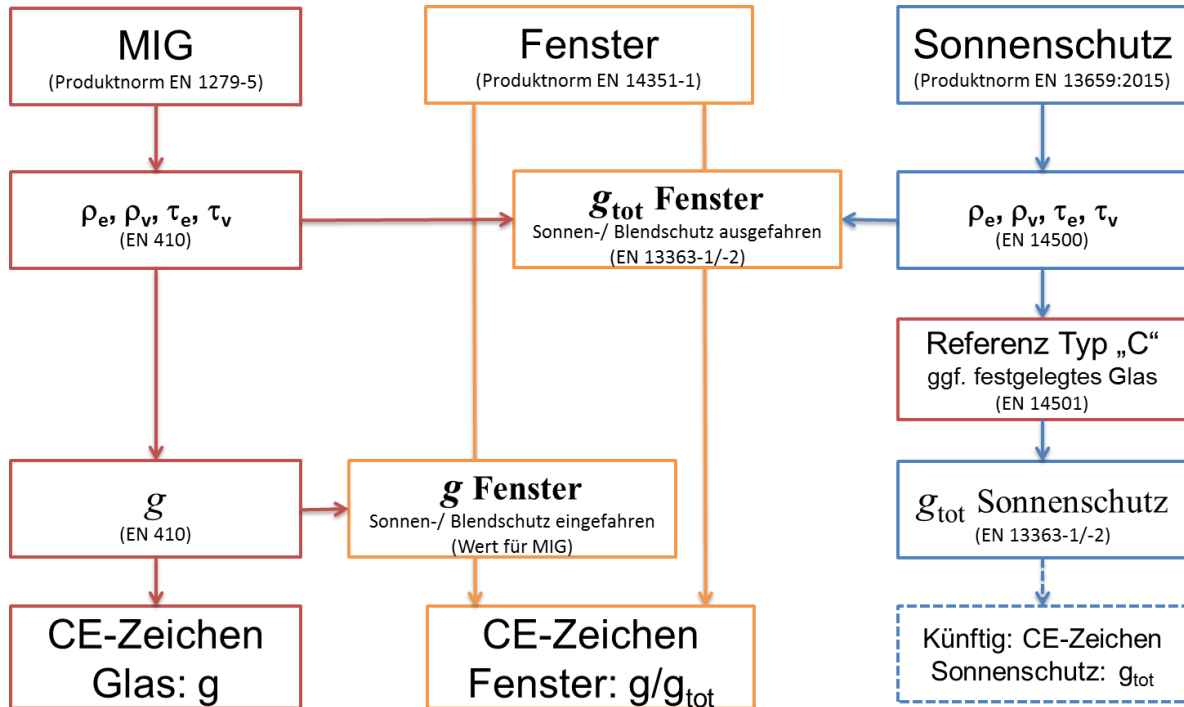 MIG
(Produktnorm EN 1279-5)
Fenster
(Produktnorm EN 14351-1)
Sonnenschutz
(Produktnorm EN 13659:2015)
ρe, ρv, τe, τv
(EN 410)
gtot Fenster
Sonnen-/ Blendschutz ausgefahren
(EN 13363-1/-2)
ρe, ρv, τe, τv
(EN 14500)
Referenz Typ „C“
ggf. festgelegtes Glas
(EN 14501)
g
(EN 410)
g Fenster
Sonnen-/ Blendschutz eingefahren
(Wert für MIG)
gtot Sonnenschutz
(EN 13363-1/-2)
CE-Zeichen
Glas: g
CE-Zeichen
Fenster: g/gtot
Künftig: CE-Zeichen
Sonnenschutz: gtot